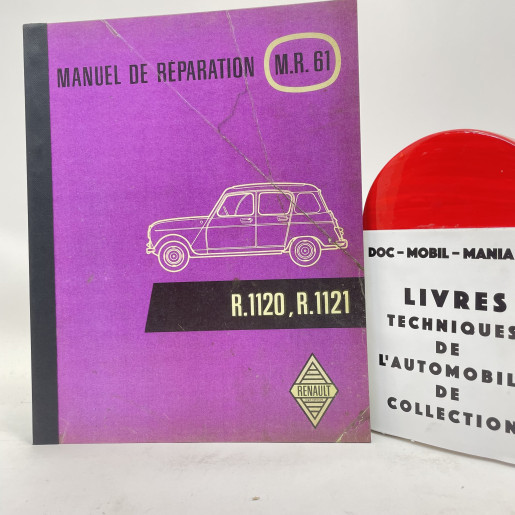 MANUEL DE RÉPARATION M.R. 61
R.1120, R.1121
RENAULT
DOC - MOBIL - MANIA
LIVRES
TECHNIQUES
DE
L'AUTOMOBIL
DE
COLLECTION